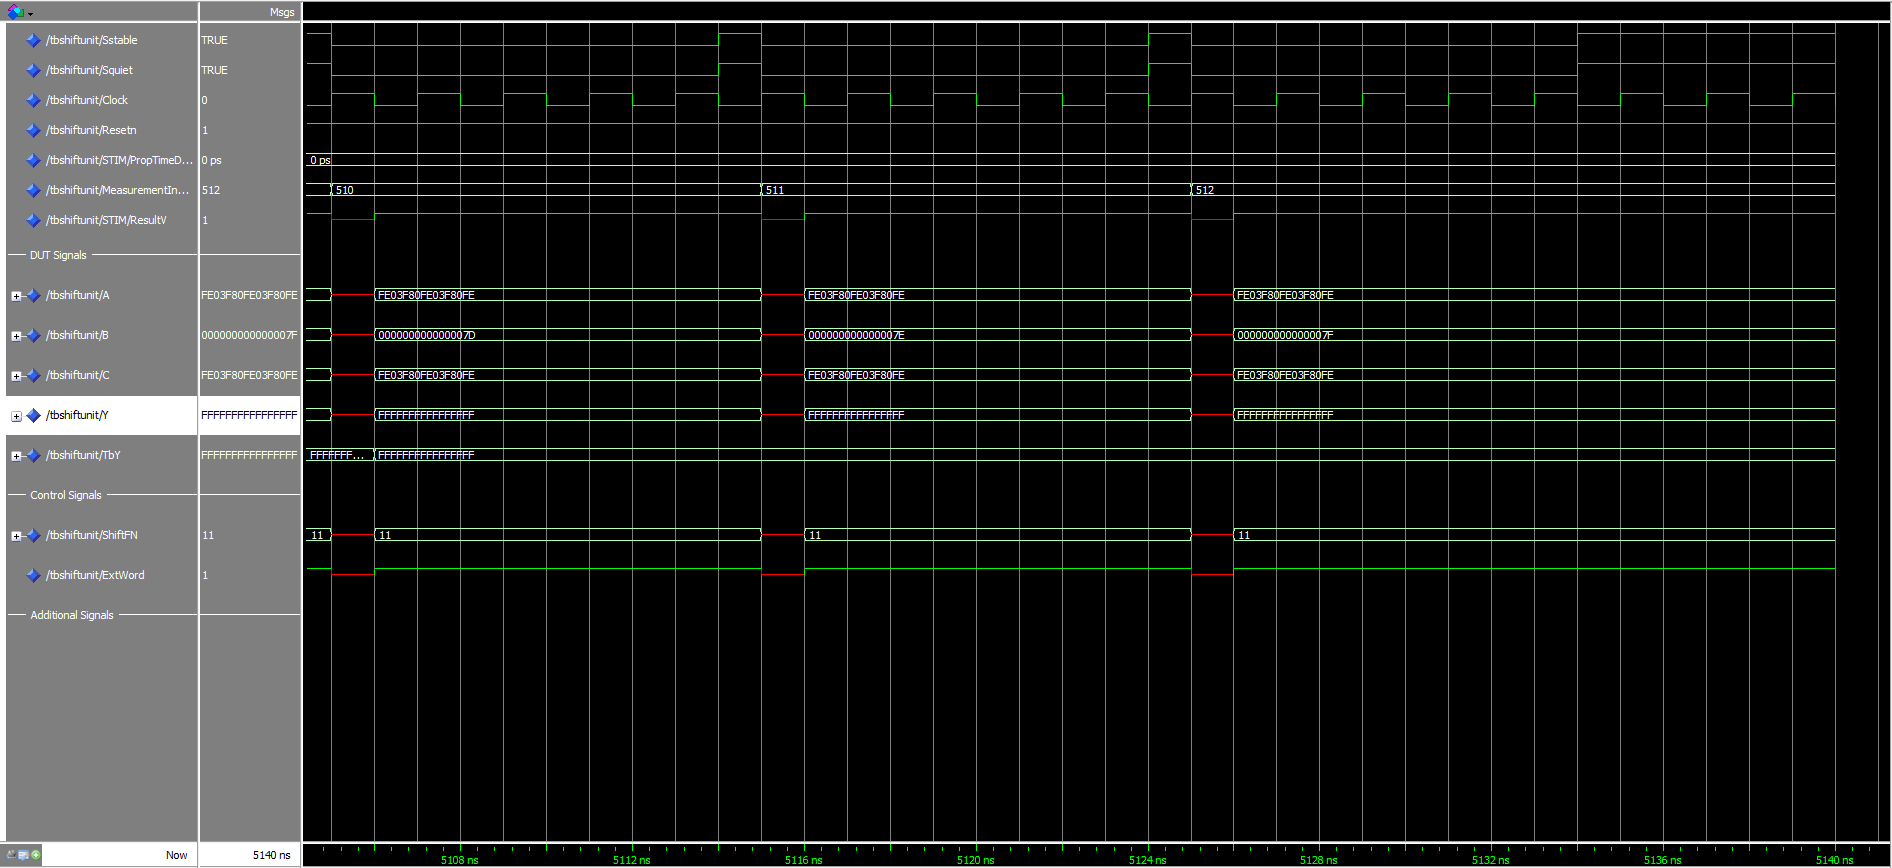 Msgs
/tbshiftunit/Sstable TRUE
/tbshiftunit/Squiet TRUE
/tbshiftunit/Clock 0
/tbshiftunit/Resetn 1
/tbshiftunit/STIM/PropTimeD... 0 ps 0 ps
/tbshiftunit/MeasurementIn... 512 510 511 512
/tbshiftunit/STIM/ResultV 1
DUT Signals
/tbshiftunit/A FE03F80FE03F80FE FE03F80FE03F80FE FE03F80FE03F80FE FE03F80FE03F80FE
/tbshiftunit/B 000000000000007F 000000000000007D 000000000000007E 000000000000007F
/tbshiftunit/C FE03F80FE03F80FE FE03F80FE03F80FE FE03F80FE03F80FE FE03F80FE03F80FE
/tbshiftunit/Y FFFFFFFFFFFFFFFF FFFFFFFFFFFFFFFF FFFFFFFFFFFFFFFF FFFFFFFFFFFFFFFF
/tbshiftunit/TbY FFFFFFFFFFFFFFFF FFFFFFF... FFFFFFFFFFFFFFFF
Control Signals
/tbshiftunit/ShiftFN 11 11 11 11 11
/tbshiftunit/ExtWord 1
Additional Signals
Now 5140 ns 5108 ns 5112 ns 5116 ns 5120 ns 5124 ns 5128 ns 5132 ns 5136 ns 5140 ns